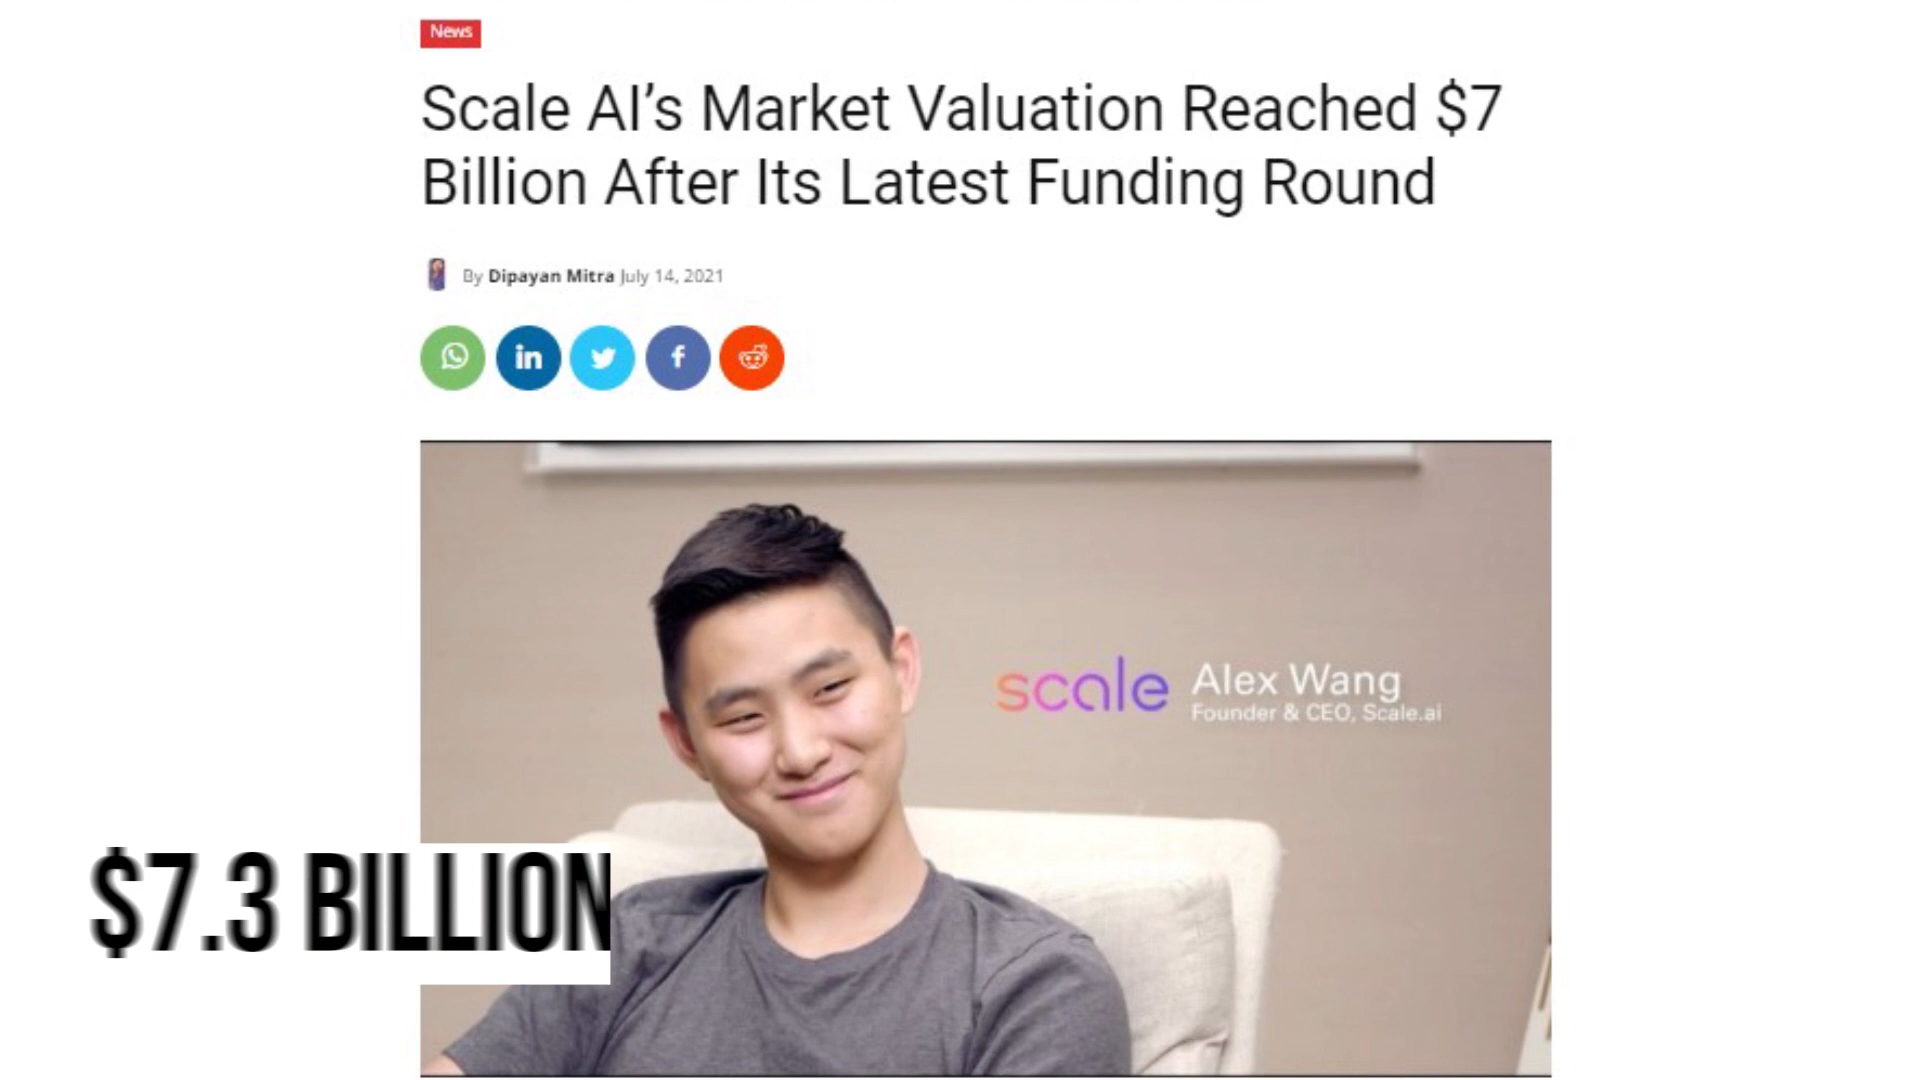 News
Scale AI’s Market Valuation Reached $7
Billion After Its Latest Funding Round
By Dipayan Mitra July 14, 2021
in
f
scale
Alex Wang
Founder & CEO, Scale.ai
$7.3 BILLION